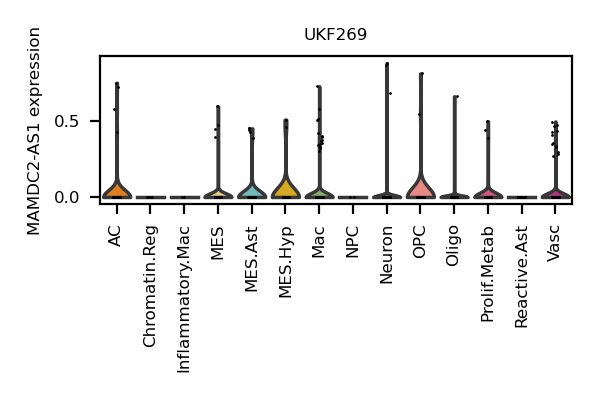 UKF269
MAMDC2-AS1 expression
0.5
0.0
AC
Chromatin.Reg
Inflammatory.Mac
MES
MES.Ast
MES.Hyp
Mac
NPC
Neuron
OPC
Oligo
Prolif.Metab
Reactive.Ast
Vasc